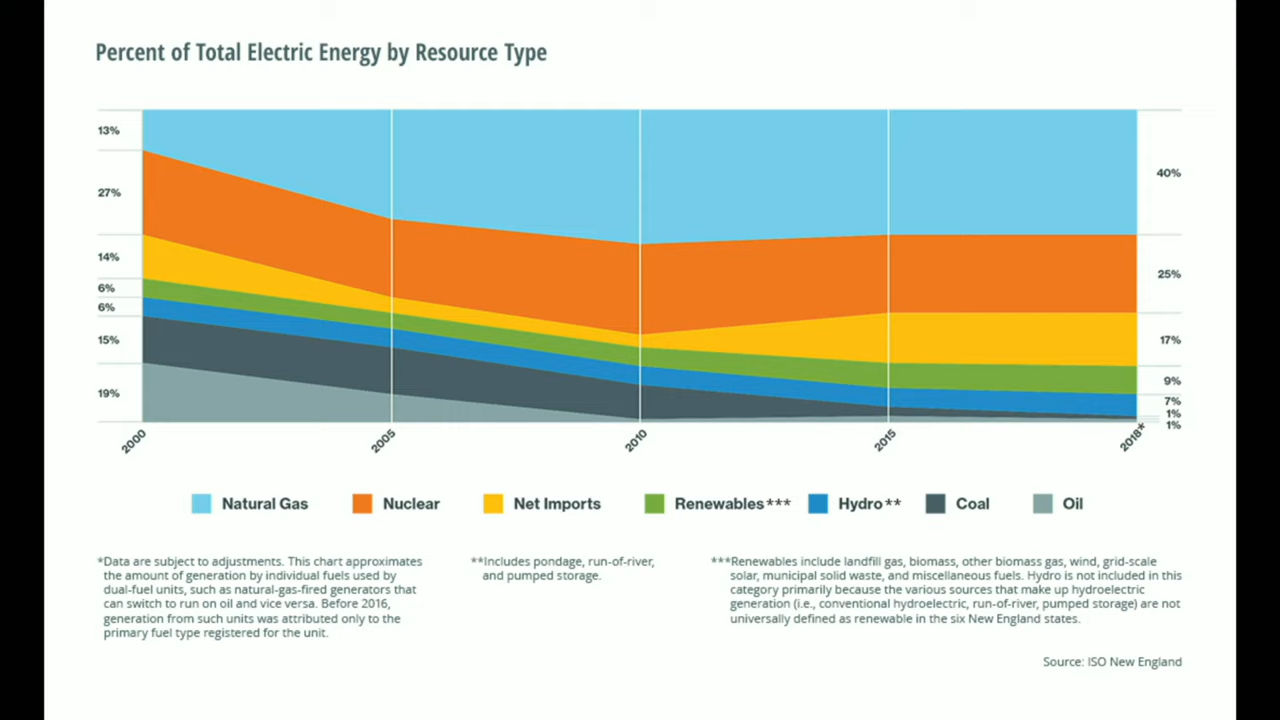 Percent of Total Electric Energy by Resource Type
13%
27%
14%
6%
6%
15%
19%
40%
25%
17%
9%
7%
1%
1%
2000
2005
2010
2015
2018*
Natural Gas
Nuclear
Net Imports
Renewables***
Hydro**
Coal
Oil
*Data are subject to adjustments. This chart approximates
the amount of generation by individual fuels used by
dual-fuel units, such as natural-gas-fired generators that
can switch to run on oil and vice versa. Before 2016,
generation from such units was attributed only to the
primary fuel type registered for the unit.
**Includes pondage, run-of-river,
and pumped storage.
***Renewables include landfill gas, biomass, other biomass gas, wind, grid-scale
solar, municipal solid waste, and miscellaneous fuels. Hydro is not included in this
category primarily because the various sources that make up hydroelectric
generation (i.e., conventional hydroelectric, run-of-river, pumped storage) are not
universally defined as renewable in the six New England states.
Source: ISO New England